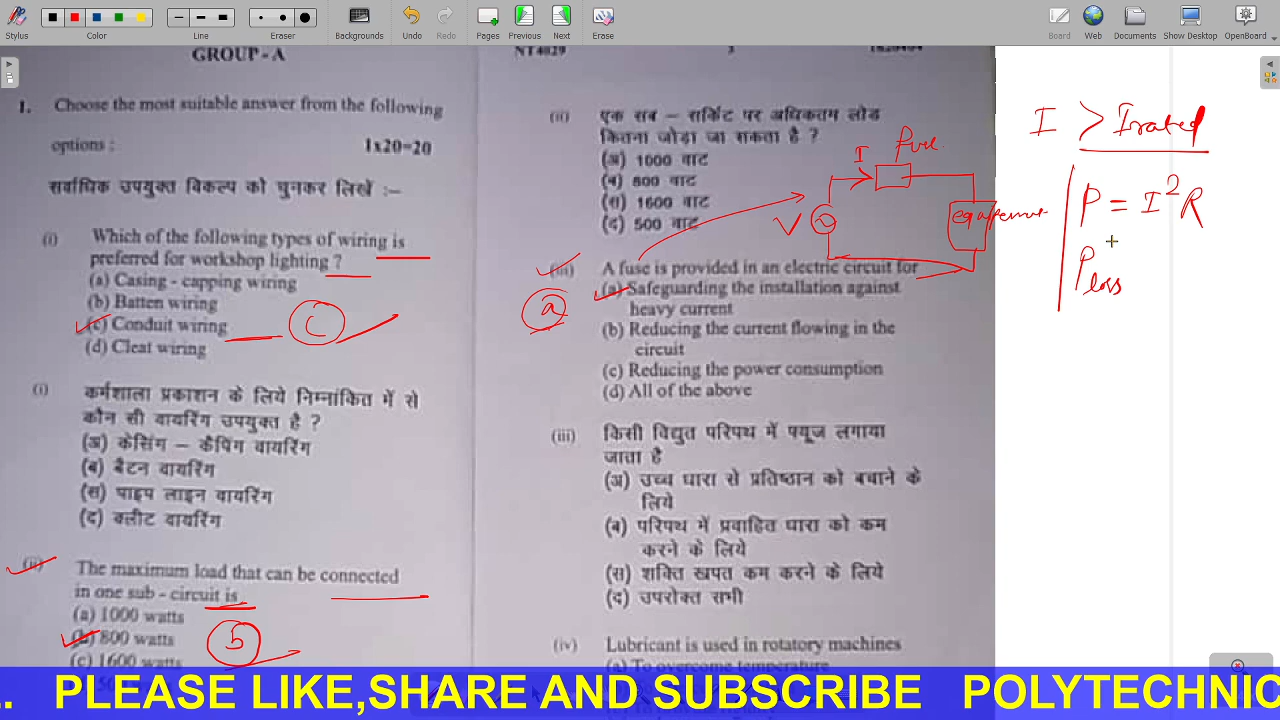 Stylus
Color
Line
Eraser
Backgrounds
Undo
Redo
Pages
Previous
Next
Erase
Board
Web
Documents
Show Desktop
OpenBoard
GROUP - A
1. Choose the most suitable answer from the following
options : 1x20=20
सर्वाधिक उपयुक्त विकल्प को चुनकर लिखें :-
(i) Which of the following types of wiring is
preferred for workshop lighting ?
(a) Casing - capping wiring
(b) Batten wiring
(c) Conduit wiring
(d) Cleat wiring
C
(i) कर्मशाला प्रकाशन के लिये निम्नांकित में से
कौन सी वायरिंग उपयुक्त है ?
(अ) केसिंग – कैपिंग वायरिंग
(ब) बैटन वायरिंग
(स) पाइप लाइन वायरिंग
(द) क्लीट वायरिंग
(ii) The maximum load that can be connected
in one sub - circuit is
(a) 1000 watts
(b) 800 watts
(c) 1600 watts
b
NT4029 3
(ii) एक सब – सर्किट पर अधिकतम लोड
कितना जोड़ा जा सकता है ?
(अ) 1000 वाट
(ब) 800 वाट
(स) 1600 वाट
(द) 500 वाट
I
fuse
V
(iii) A fuse is provided in an electric circuit for
(a) Safeguarding the installation against
heavy current
(b) Reducing the current flowing in the
circuit
(c) Reducing the power consumption
(d) All of the above
a
(iii) किसी विद्युत परिपथ में फ्यूज लगाया
जाता है
(अ) उच्च धारा से प्रतिष्ठान को बचाने के
लिये
(ब) परिपथ में प्रवाहित धारा को कम
करने के लिये
(स) शक्ति खपत कम करने के लिये
(द) उपरोक्त सभी
(iv) Lubricant is used in rotatory machines
(a) To overcome temperature
I > Irated
P = I²R
Ploss
PLEASE LIKE,SHARE AND SUBSCRIBE POLYTECHNIC